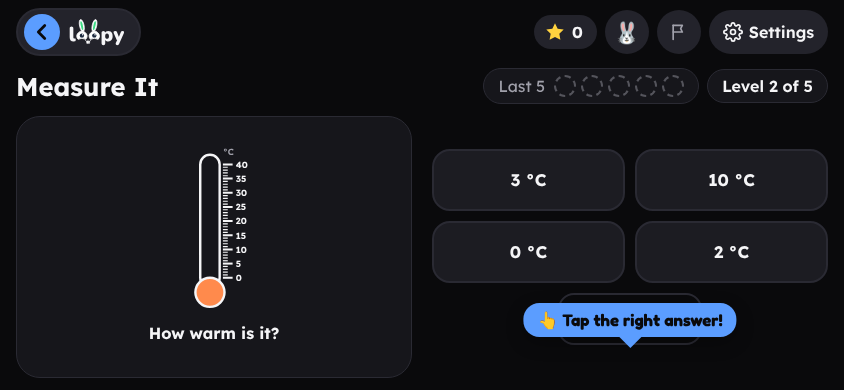 loopy
⭐ 0
Settings
Measure It
Last 5
Level 2 of 5
°C
40
35
30
25
20
15
10
5
0
How warm is it?
3 °C
10 °C
0 °C
2 °C
👆 Tap the right answer!